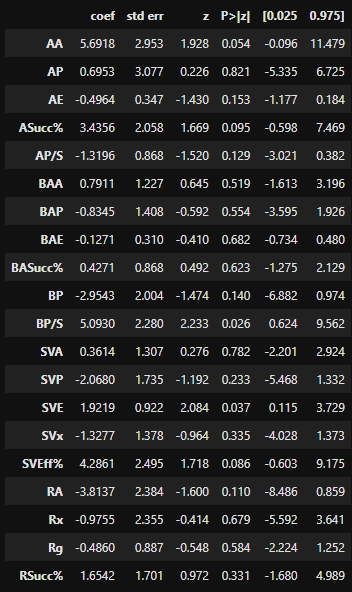 coef std err z P>|z| [0.025 0.975]
AA 5.6918 2.953 1.928 0.054 -0.096 11.479
AP 0.6953 3.077 0.226 0.821 -5.335 6.725
AE -0.4964 0.347 -1.430 0.153 -1.177 0.184
ASucc% 3.4356 2.058 1.669 0.095 -0.598 7.469
AP/S -1.3196 0.868 -1.520 0.129 -3.021 0.382
BAA 0.7911 1.227 0.645 0.519 -1.613 3.196
BAP -0.8345 1.408 -0.592 0.554 -3.595 1.926
BAE -0.1271 0.310 -0.410 0.682 -0.734 0.480
BASucc% 0.4271 0.868 0.492 0.623 -1.275 2.129
BP -2.9543 2.004 -1.474 0.140 -6.882 0.974
BP/S 5.0930 2.280 2.233 0.026 0.624 9.562
SVA 0.3614 1.307 0.276 0.782 -2.201 2.924
SVP -2.0680 1.735 -1.192 0.233 -5.468 1.332
SVE 1.9219 0.922 2.084 0.037 0.115 3.729
SVx -1.3277 1.378 -0.964 0.335 -4.028 1.373
SVEff% 4.2861 2.495 1.718 0.086 -0.603 9.175
RA -3.8137 2.384 -1.600 0.110 -8.486 0.859
Rx -0.9755 2.355 -0.414 0.679 -5.592 3.641
Rg -0.4860 0.887 -0.548 0.584 -2.224 1.252
RSucc% 1.6542 1.701 0.972 0.331 -1.680 4.989